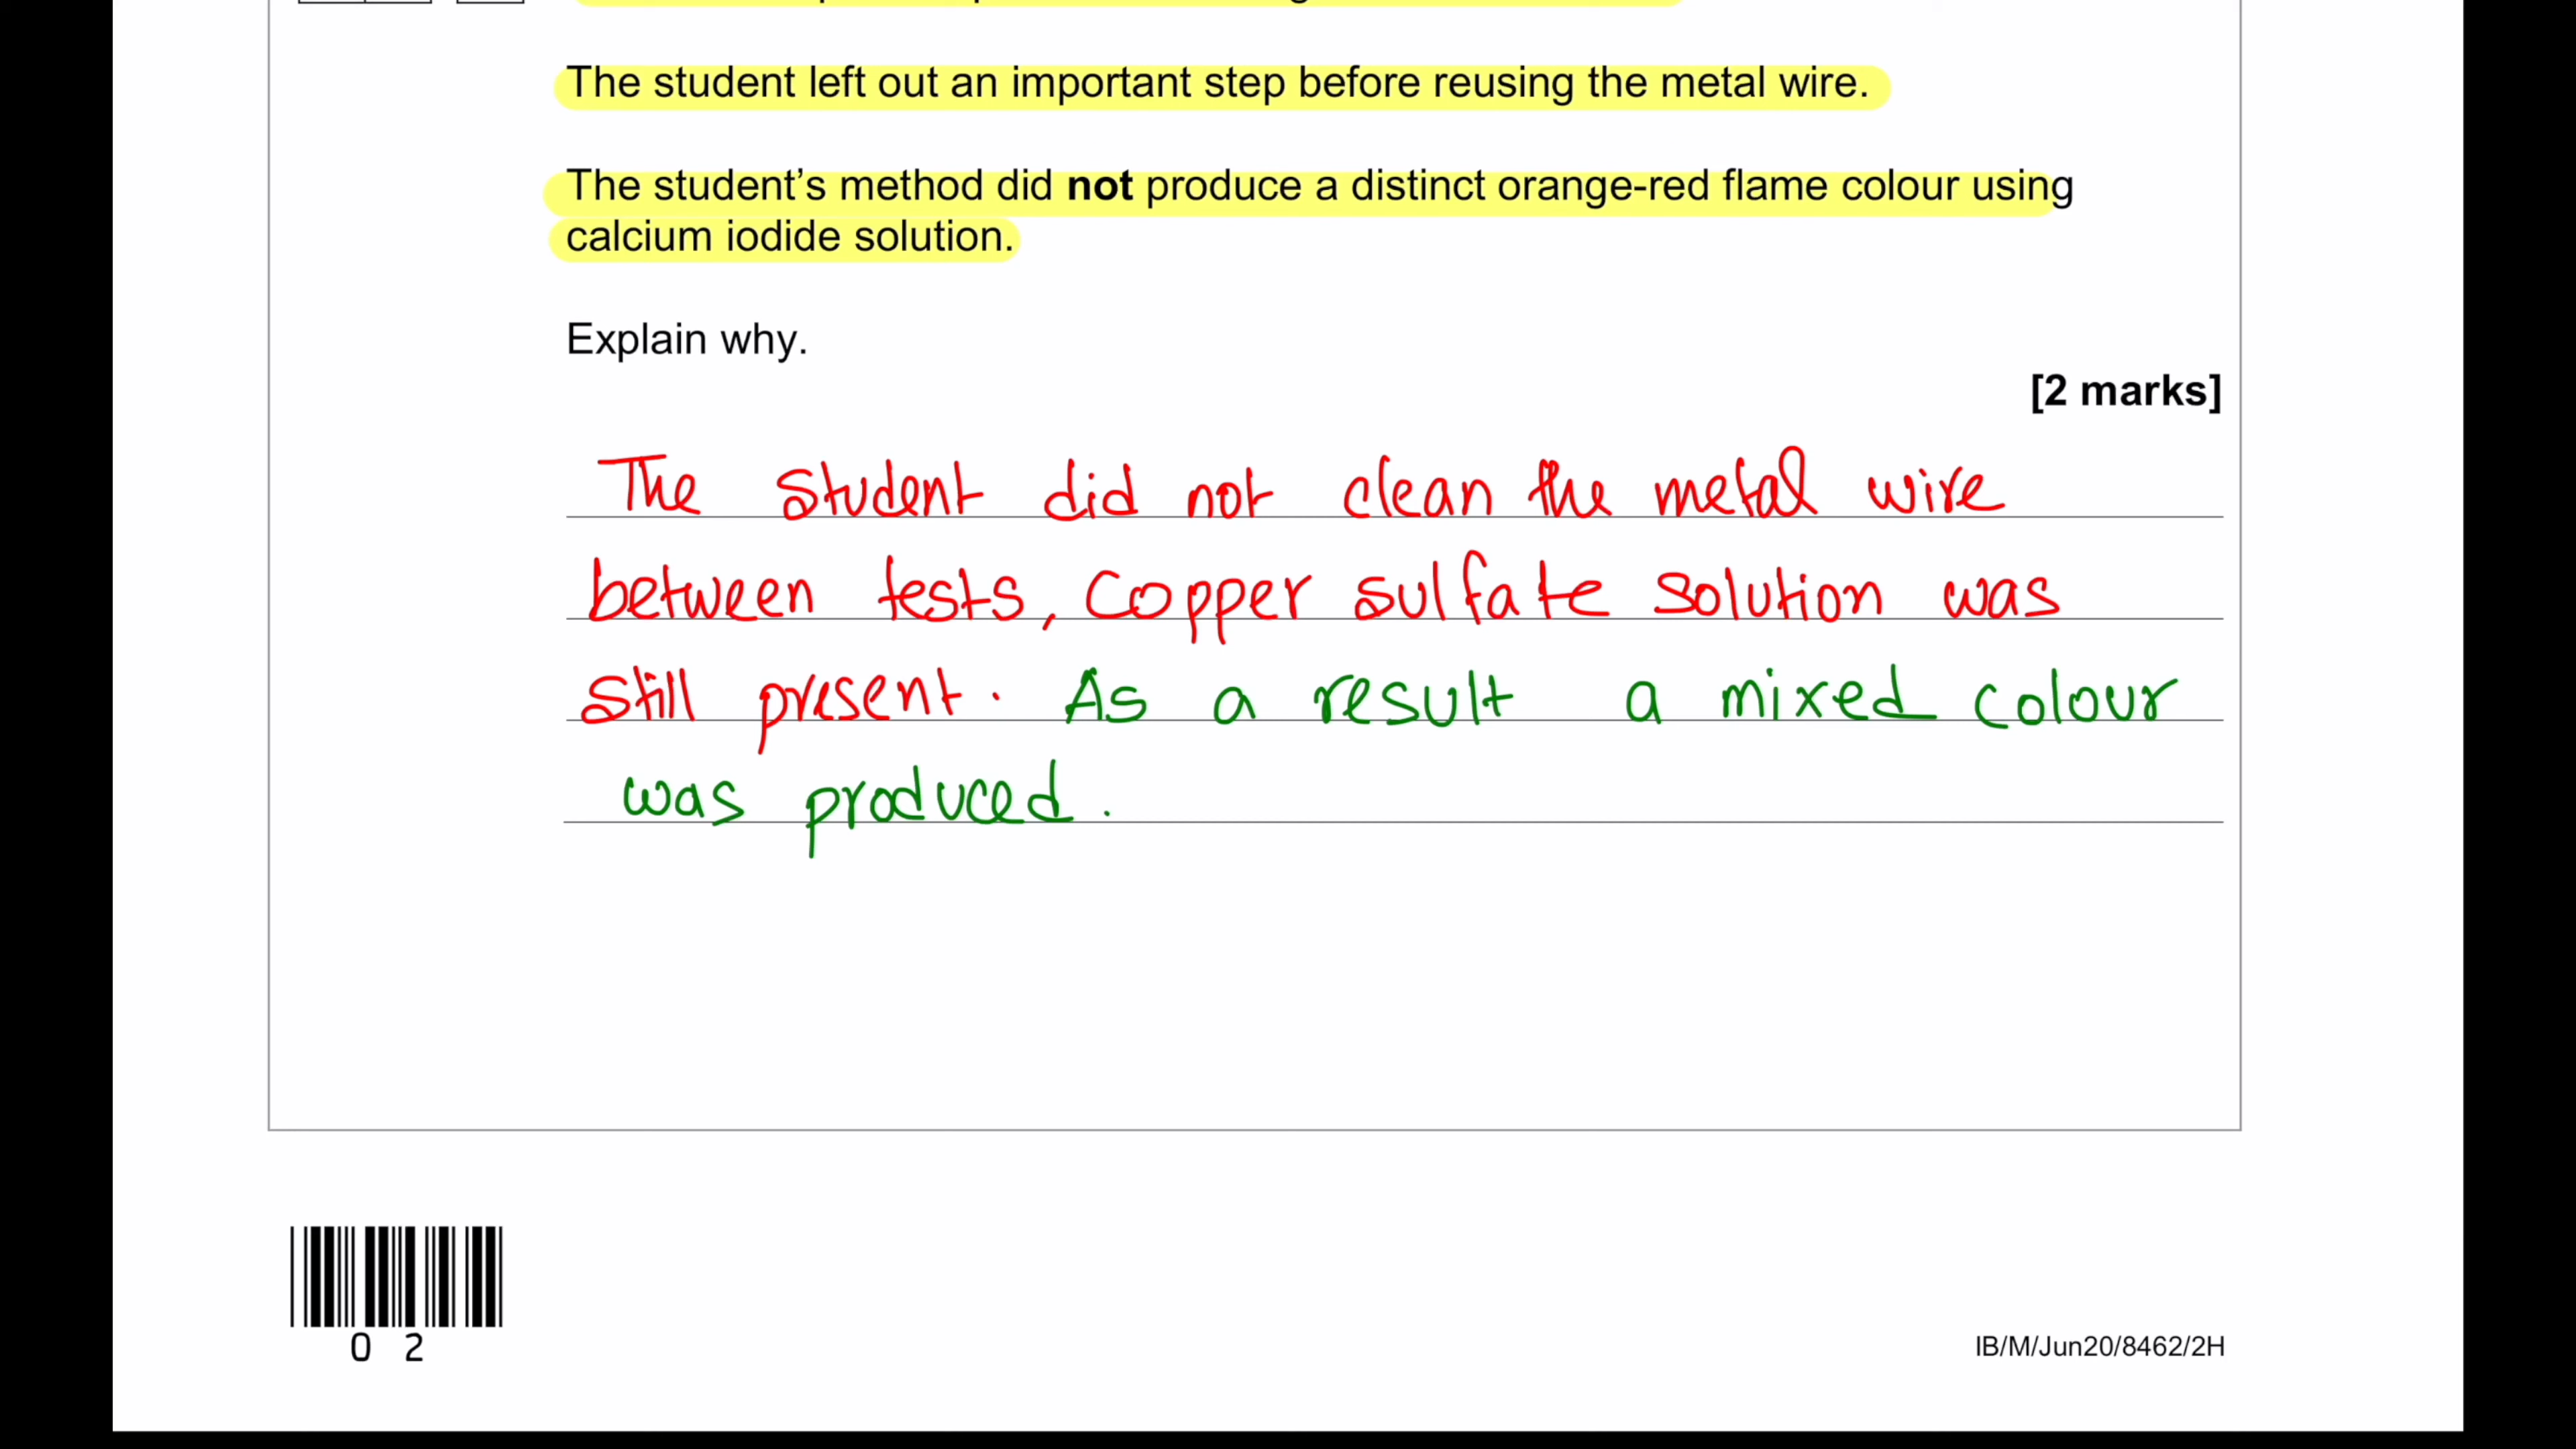 The student left out an important step before reusing the metal wire.
The student's method did not produce a distinct orange-red flame colour using
calcium iodide solution.
Explain why.
[2 marks]
The student did not clean the metal wire
between tests, copper sulfate solution was
still present. As a result a mixed colour
was produced.
0 2
IB/M/Jun20/8462/2H